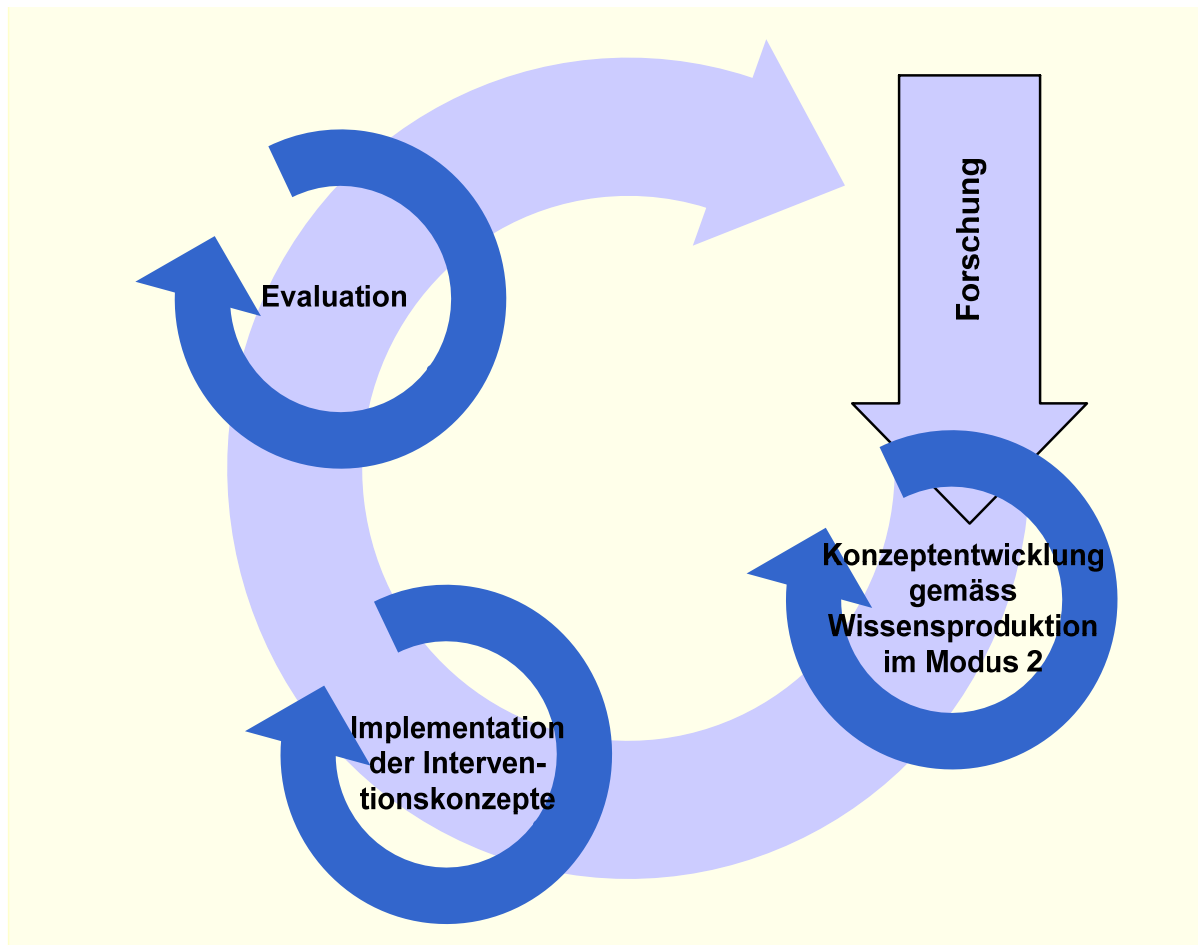 Forschung
Evaluation
Konzeptentwicklung
gemäss
Wissensproduktion
im Modus 2
Implementation
der Interven-
tionskonzepte